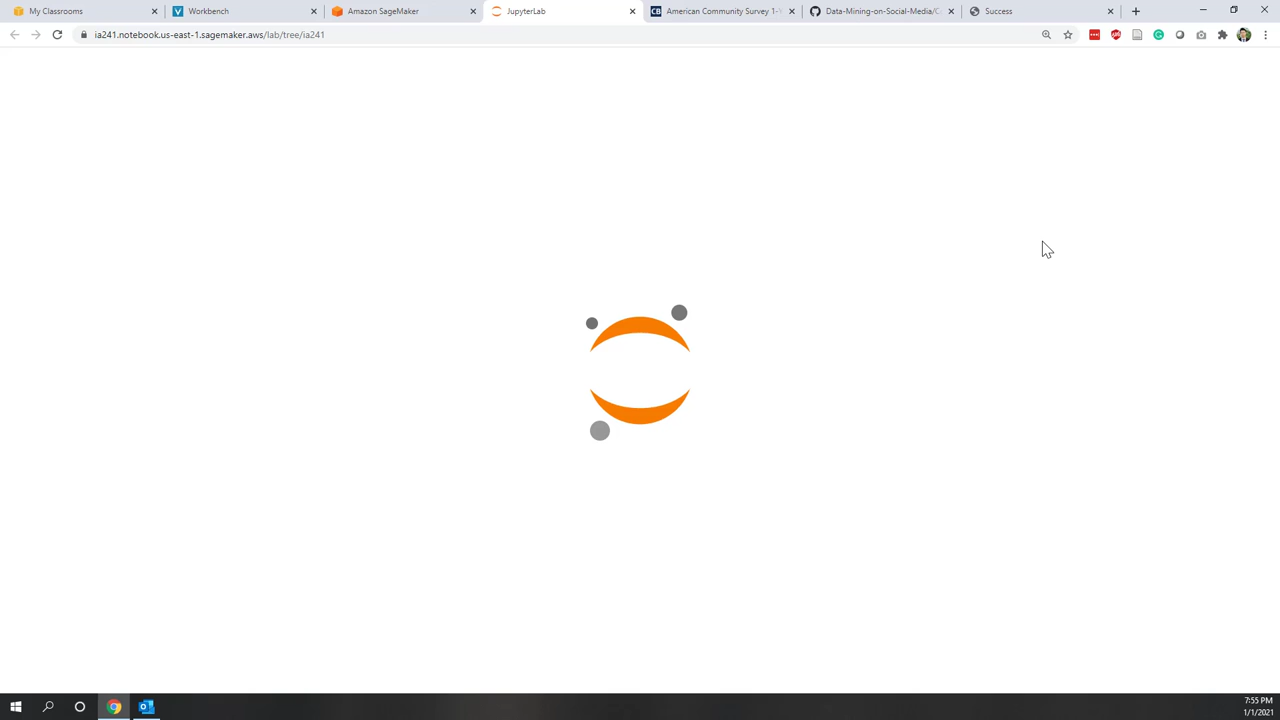 My Classrooms
Workbench
Amazon SageMaker
JupyterLab
American Community Survey 1-
Data-Mining-on-Social-Media/C
Success
ia241.notebook.us-east-1.sagemaker.aws/lab/tree/ia241
7:55 PM
1/1/2021